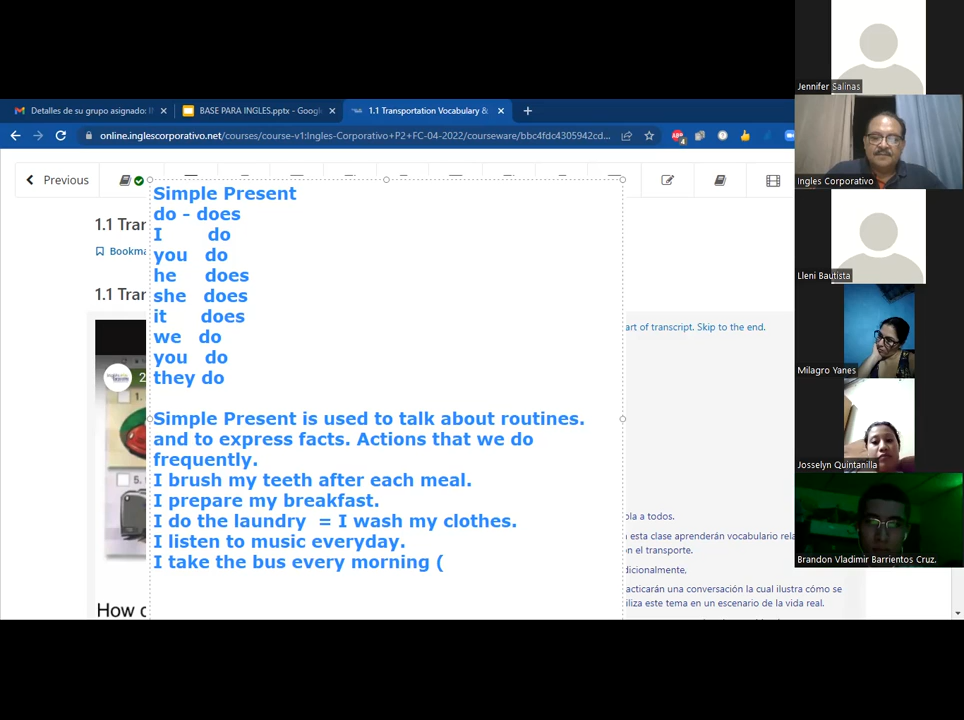 Detalles de su grupo asignado: I
BASE PARA INGLES.pptx - Googl
1.1 Transportation Vocabulary &
online.inglescorporativo.net/courses/course-v1:Ingles-Corporativo+P2+FC-04-2022/courseware/bbc4fdc4305942cd...
4
Previous
1.1 Tran
Bookma
1.1 Tran
Simple Present
do - does
I do
you do
he does
she does
it does
we do
you do
they do
Simple Present is used to talk about routines.
and to express facts. Actions that we do
frequently.
I brush my teeth after each meal.
I prepare my breakfast.
I do the laundry = I wash my clothes.
I listen to music everyday.
I take the bus every morning (
2
1.
5.
How
art of transcript. Skip to the end.
ola a todos.
esta clase aprenderán vocabulario rela
n el transporte.
dicionalmente,
acticarán una conversación la cual ilustra cómo se
iliza este tema en un escenario de la vida real.
Jennifer Salinas
Ingles Corporativo
Lleni Bautista
Milagro Yanes
Josselyn Quintanilla
Brandon Vladimir Barrientos Cruz.